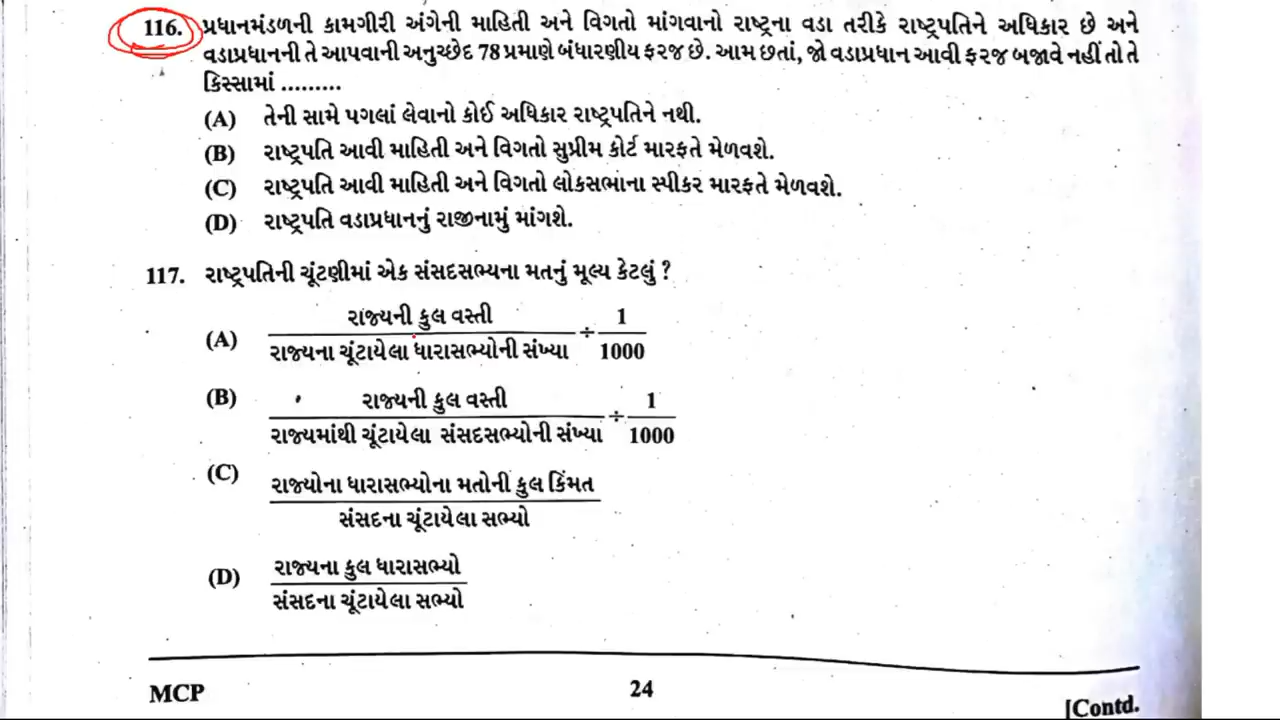 116. પ્રધાનમંડળની કામગીરી અંગેની માહિતી અને વિગતો માંગવાનો રાષ્ટ્રના વડા તરીકે રાષ્ટ્રપતિને અધિકાર છે અને
વડાપ્રધાનની તે આપવાની અનુચ્છેદ 78 પ્રમાણે બંધારણીય ફરજ છે. આમ છતાં, જો વડાપ્રધાન આવી ફરજ બજાવે નહીં તો તે
કિસ્સામાં .........
(A) તેની સામે પગલાં લેવાનો કોઈ અધિકાર રાષ્ટ્રપતિને નથી.
(B) રાષ્ટ્રપતિ આવી માહિતી અને વિગતો સુપ્રીમ કોર્ટ મારફતે મેળવશે.
(C) રાષ્ટ્રપતિ આવી માહિતી અને વિગતો લોકસભાના સ્પીકર મારફતે મેળવશે.
(D) રાષ્ટ્રપતિ વડાપ્રધાનનું રાજીનામું માંગશે.
117. રાષ્ટ્રપતિની ચૂંટણીમાં એક સંસદસભ્યના મતનું મૂલ્ય કેટલું ?
રાજ્યની કુલ વસ્તી 1
(A) ÷
રાજ્યના ચૂંટાયેલા ધારાસભ્યોની સંખ્યા 1000
(B) રાજ્યની કુલ વસ્તી 1
÷
રાજ્યમાંથી ચૂંટાયેલા સંસદસભ્યોની સંખ્યા 1000
(C) રાજ્યોના ધારાસભ્યોના મતોની કુલ કિંમત
સંસદના ચૂંટાયેલા સભ્યો
(D) રાજ્યના કુલ ધારાસભ્યો
સંસદના ચૂંટાયેલા સભ્યો
MCP 24 [Contd.